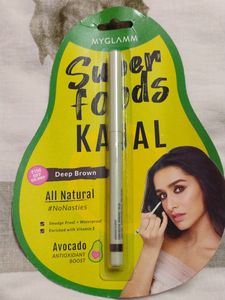 MYGLAMM
Super
foods
KAJAL
Deep Brown
All Natural
#NoNasties
Smudge Proof + Waterproof
Enriched with Vitamin E
Avocado
ANTIOXIDANT
BOOST